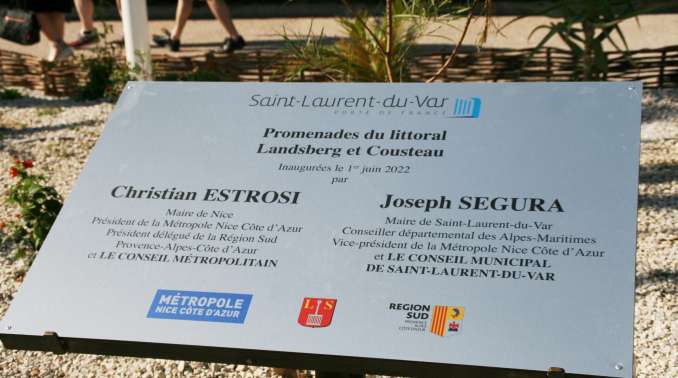 Saint-Laurent-du-Var
PORTE DE FRANCE
Promenades du littoral
Landsberg et Cousteau
Inaugurées le 1er juin 2022
par
Christian ESTROSI
Maire de Nice
Président de la Métropole Nice Côte d'Azur
Président délégué de la Région Sud
Provence-Alpes-Côte d'Azur
et LE CONSEIL MÉTROPOLITAIN
Joseph SEGURA
Maire de Saint-Laurent-du-Var
Conseiller départemental des Alpes-Maritimes
Vice-président de la Métropole Nice Côte d'Azur
et LE CONSEIL MUNICIPAL
DE SAINT-LAURENT-DU-VAR
MÉTROPOLE
NICE CÔTE D'AZUR
L S
REGION
SUD
PROVENCE
ALPES
CÔTE D'AZUR